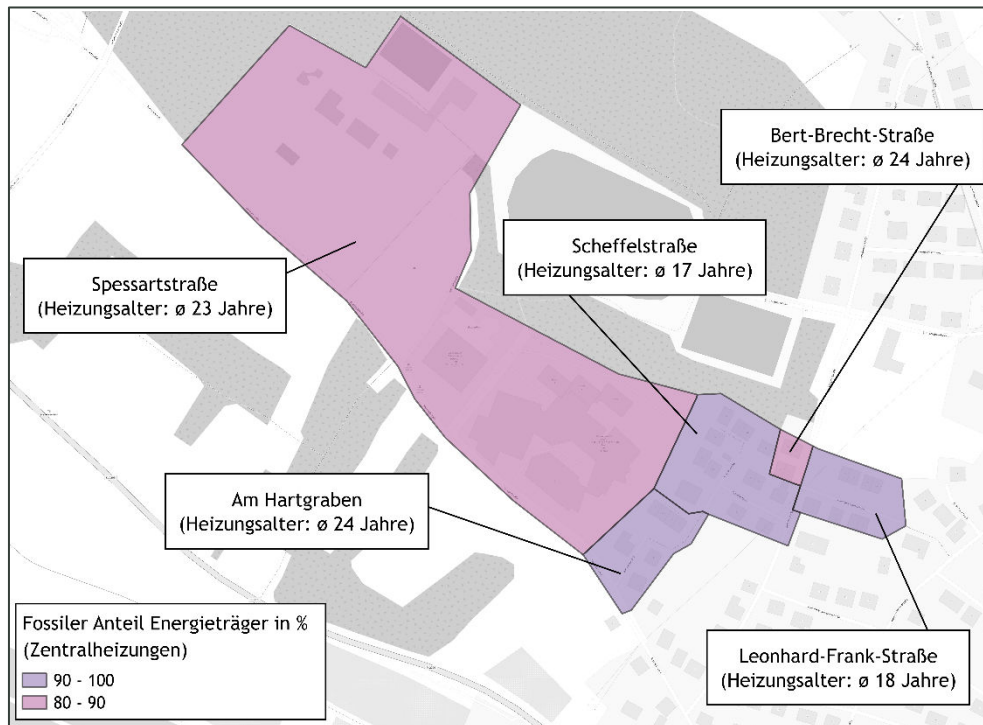 Bert-Brecht-Straße
(Heizungsalter: ø 24 Jahre)
Scheffelstraße
(Heizungsalter: ø 17 Jahre)
Spessartstraße
(Heizungsalter: ø 23 Jahre)
Am Hartgraben
(Heizungsalter: ø 24 Jahre)
Fossiler Anteil Energieträger in %
(Zentralheizungen)
90 - 100
80 - 90
Leonhard-Frank-Straße
(Heizungsalter: ø 18 Jahre)